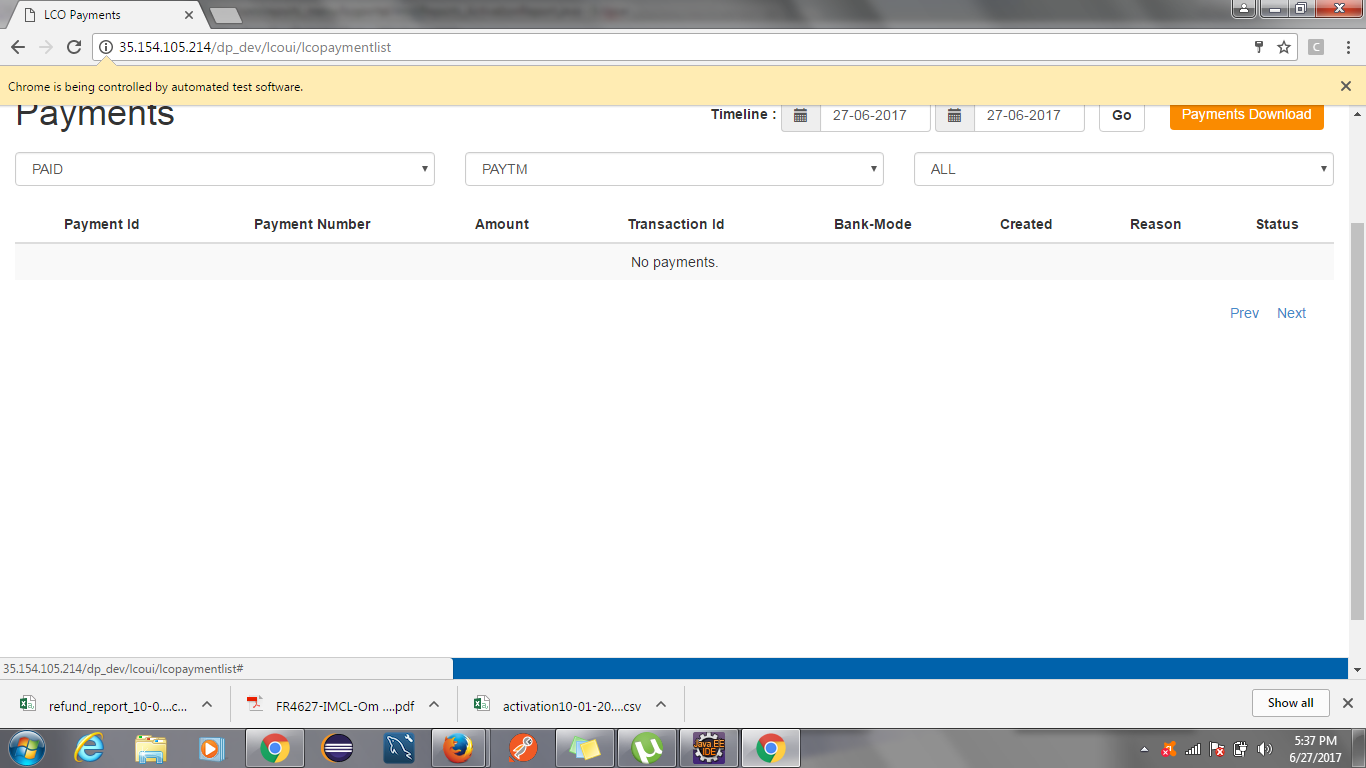 LCO Payments
35.154.105.214/dp_dev/lcoui/lcopaymentlist
C
Chrome is being controlled by automated test software.
Payments
Timeline : 27-06-2017 27-06-2017 Go Payments Download
PAID PAYTM ALL
Payment Id Payment Number Amount Transaction Id Bank-Mode Created Reason Status
No payments.
Prev Next
35.154.105.214/dp_dev/lcoui/lcopaymentlist#
refund_report_10-0....c... FR4627-IMCL-Om ....pdf activation10-01-20....csv Show all
Java EE
IDE
5:37 PM
6/27/2017